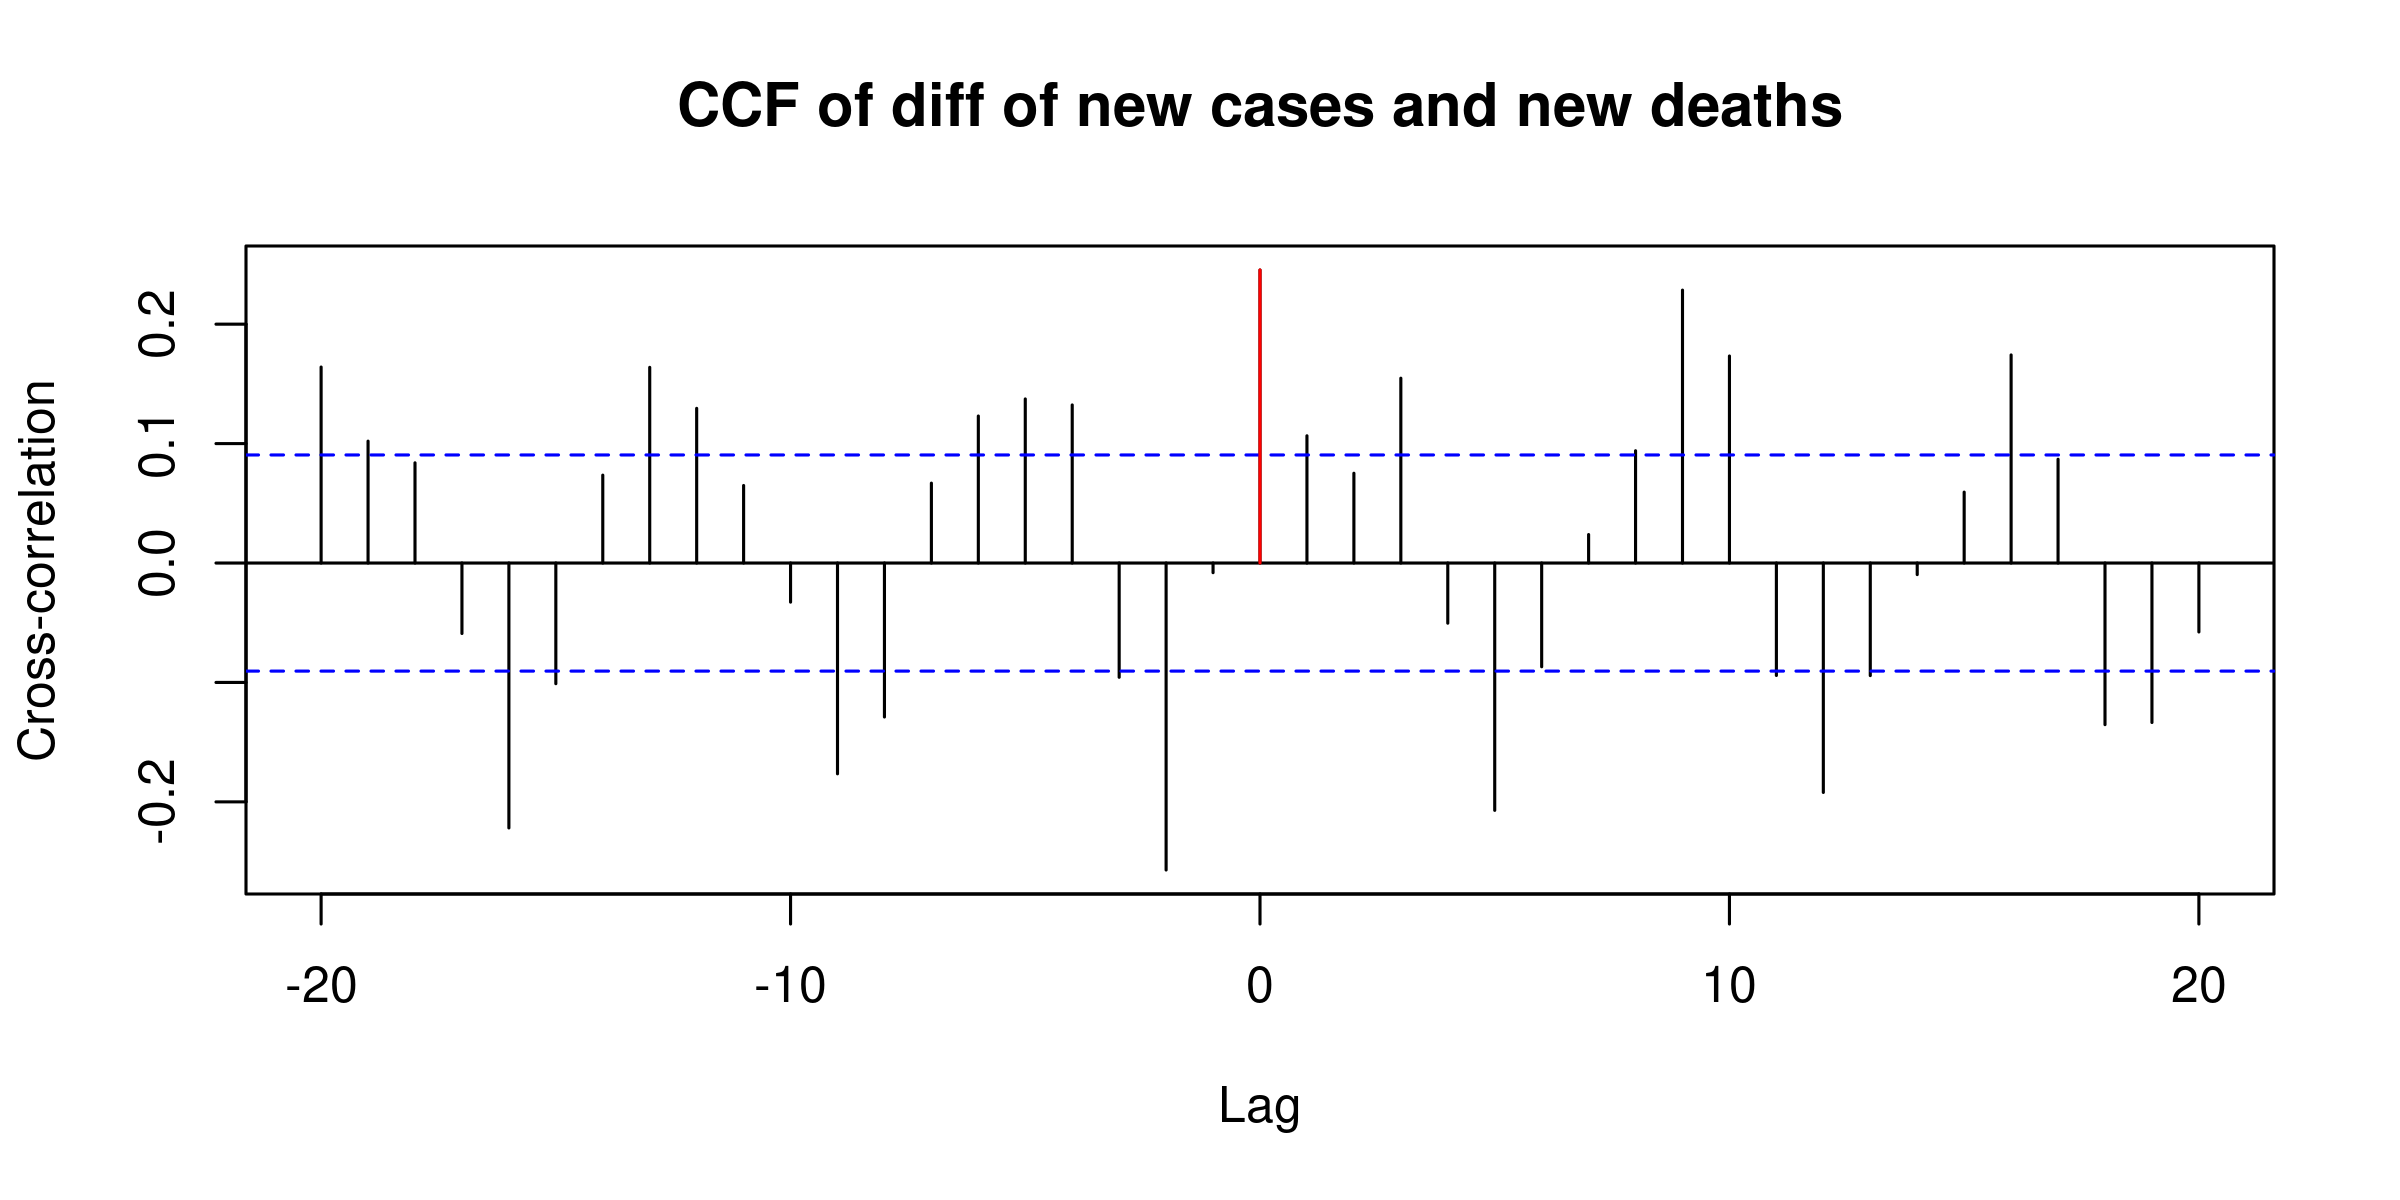 CCF of diff of new cases and new deaths
Cross-correlation
0.2
0.1
0.0
-0.2
-20 -10 0 10 20
Lag